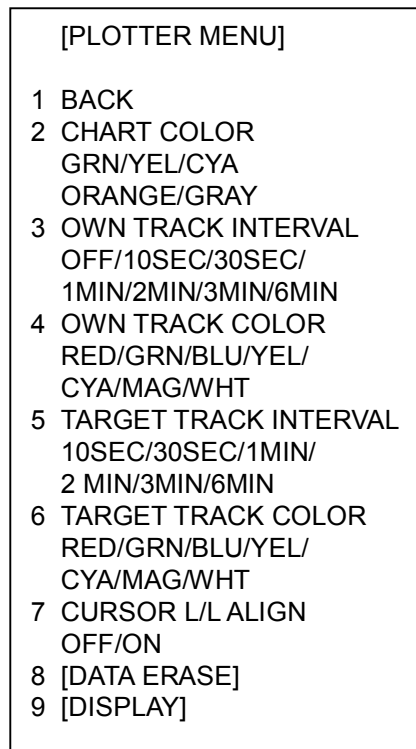 [PLOTTER MENU]
1 BACK
2 CHART COLOR
GRN/YEL/CYA
ORANGE/GRAY
3 OWN TRACK INTERVAL
OFF/10SEC/30SEC/
1MIN/2MIN/3MIN/6MIN
4 OWN TRACK COLOR
RED/GRN/BLU/YEL/
CYA/MAG/WHT
5 TARGET TRACK INTERVAL
10SEC/30SEC/1MIN/
2 MIN/3MIN/6MIN
6 TARGET TRACK COLOR
RED/GRN/BLU/YEL/
CYA/MAG/WHT
7 CURSOR L/L ALIGN
OFF/ON
8 [DATA ERASE]
9 [DISPLAY]